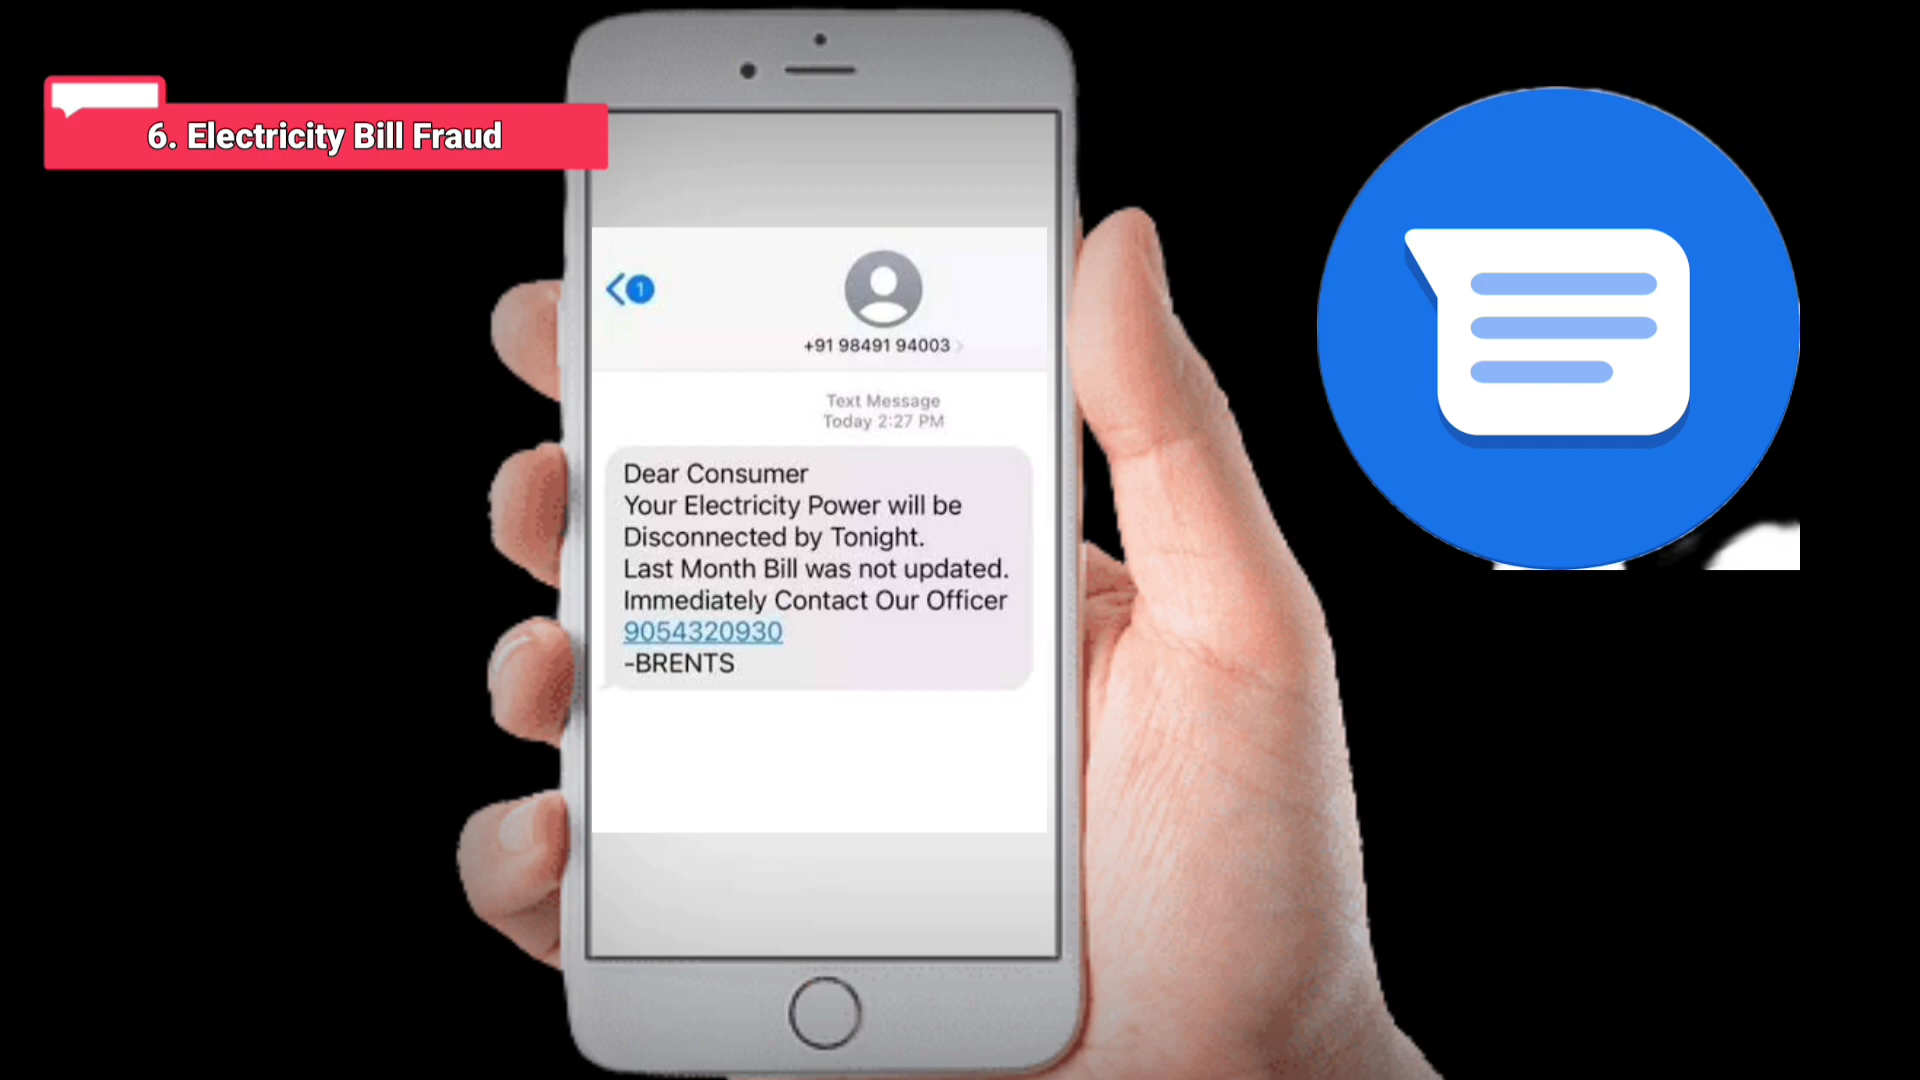 6. Electricity Bill Fraud
1
+91 98491 94003
Text Message
Today 2:27 PM
Dear Consumer
Your Electricity Power will be
Disconnected by Tonight.
Last Month Bill was not updated.
Immediately Contact Our Officer
9054320930
-BRENTS